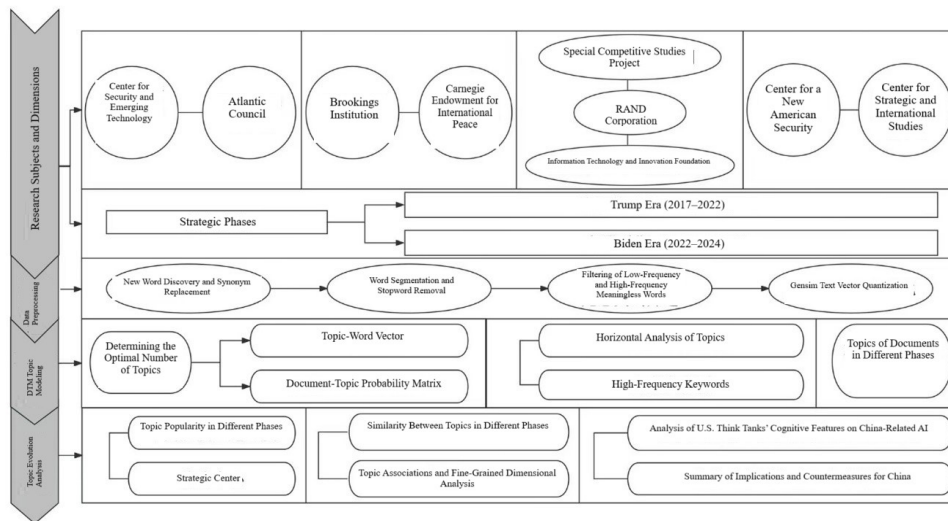 Research Subjects and Dimensions
Center for
Security and
Emerging
Technology
Atlantic
Council
Brookings
Institution
Carnegie
Endowment for
International
Peace
Special Competitive Studies
Project
RAND
Corporation
Information Technology and Innovation Foundation
Center for a
New
American
Security
Center for
Strategic and
International
Studies
Strategic Phases
Trump Era (2017–2022)
Biden Era (2022–2024)
Data
Preprocessing
New Word Discovery and Synonym
Replacement
Word Segmentation and
Stopword Removal
Filtering of Low-Frequency
and High-Frequency
Meaningless Words
Gensim Text Vector Quantization
DTM Topic
Modeling
Determining the
Optimal Number
of Topics
Topic-Word Vector
Document-Topic Probability Matrix
Horizontal Analysis of Topics
High-Frequency Keywords
Topics of Documents
in Different Phases
Topic Evolution
Analysis
Topic Popularity in Different Phases
Strategic Center
Similarity Between Topics in Different Phases
Topic Associations and Fine-Grained Dimensional
Analysis
Analysis of U.S. Think Tanks' Cognitive Features on China-Related AI
Summary of Implications and Countermeasures for China